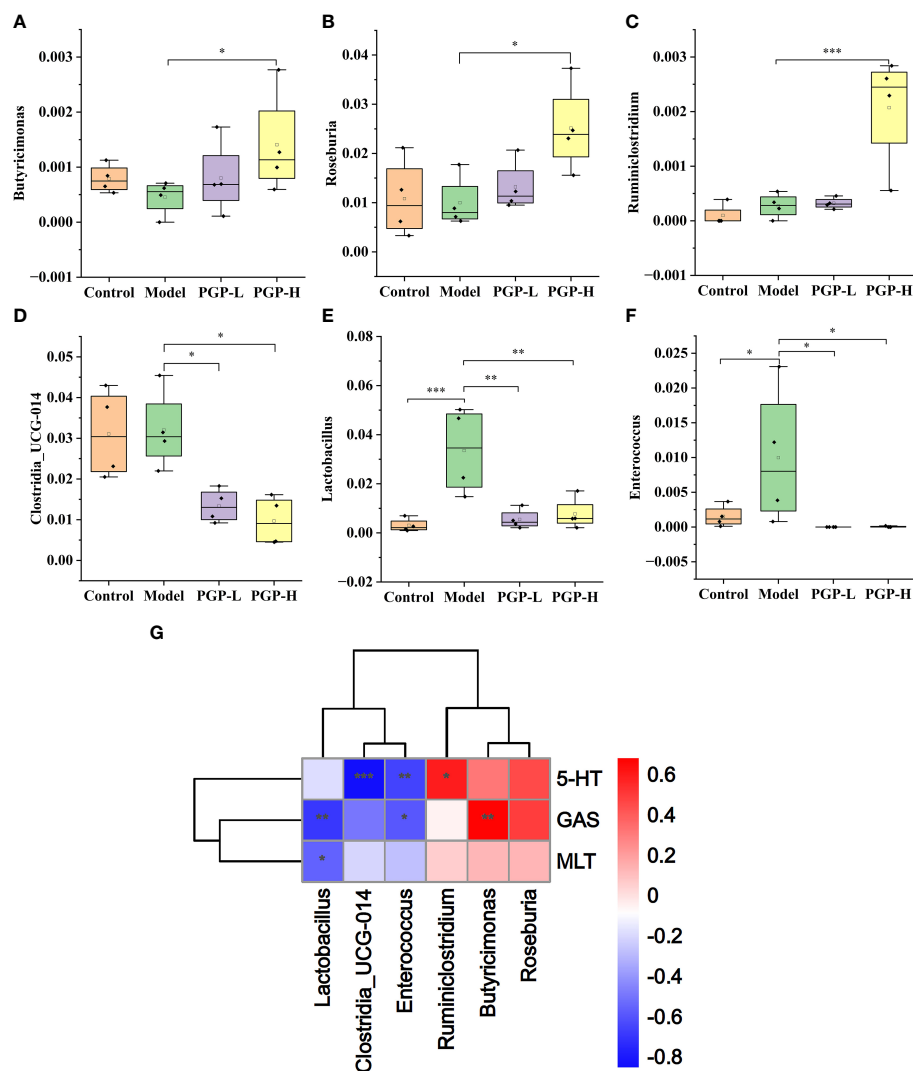 A
Butyricimonas
0.003
0.002
0.001
0.000
−0.001
*
Control Model PGP-L PGP-H
B
Roseburia
0.04
0.03
0.02
0.01
0.00
*
Control Model PGP-L PGP-H
C
Ruminiclostridium
0.003
0.002
0.001
0.000
−0.001
***
Control Model PGP-L PGP-H
D
Clostridia_UCG-014
0.05
0.04
0.03
0.02
0.01
0.00
*
*
Control Model PGP-L PGP-H
E
Lactobacillus
0.08
0.06
0.04
0.02
0.00
−0.02
**
**
***
Control Model PGP-L PGP-H
F
Enterococcus
0.025
0.020
0.015
0.010
0.005
0.000
−0.005
*
*
*
Control Model PGP-L PGP-H
G
*** ** * 5-HT
** * ** GAS
* MLT
Lactobacillus
Clostridia_UCG-014
Enterococcus
Ruminiclostridium
Butyricimonas
Roseburia
0.6
0.4
0.2
0
-0.2
-0.4
-0.6
-0.8